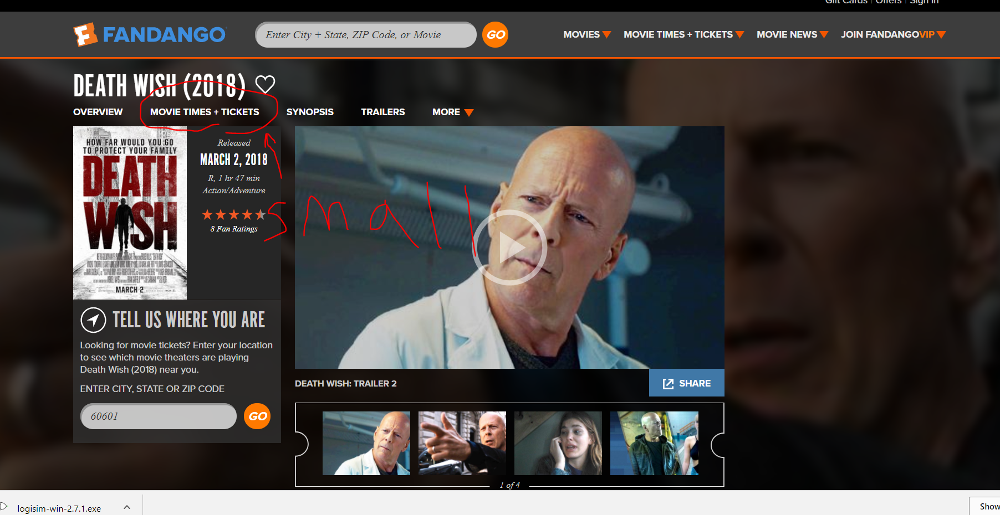 Gift Cards | Offers | Sign In
FANDANGO
Enter City + State, ZIP Code, or Movie
GO
MOVIES
MOVIE TIMES + TICKETS
MOVIE NEWS
JOIN FANDANGOVIP
DEATH WISH (2018)
OVERVIEW
MOVIE TIMES + TICKETS
SYNOPSIS
TRAILERS
MORE
HOW FAR WOULD YOU GO
TO PROTECT YOUR FAMILY
DEATH
WISH
MARCH 2
Released
MARCH 2, 2018
R, 1 hr 47 min
Action/Adventure
8 Fan Ratings
small
TELL US WHERE YOU ARE
Looking for movie tickets? Enter your location
to see which movie theaters are playing
Death Wish (2018) near you.
ENTER CITY, STATE OR ZIP CODE
60601
GO
DEATH WISH: TRAILER 2
SHARE
1 of 4
logisim-win-2.7.1.exe
Show